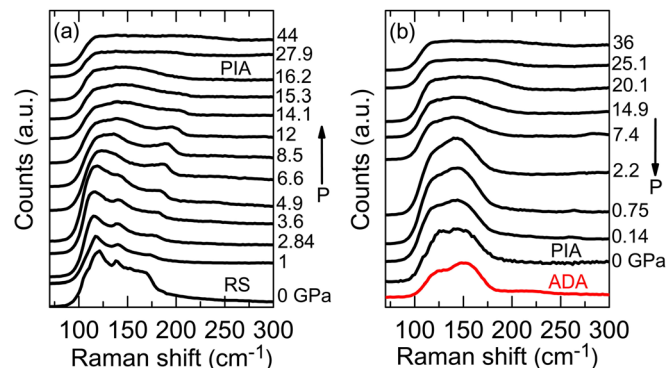 (a)
44
27.9
PIA
16.2
15.3
14.1
12
8.5
6.6
P
4.9
3.6
2.84
1
RS
0 GPa
Counts (a.u.)
100 150 200 250 300
Raman shift (cm-1)
(b)
36
25.1
20.1
14.9
7.4
P
2.2
0.75
0.14
PIA
0 GPa
ADA
Counts (a.u.)
100 150 200 250 300
Raman shift (cm-1)